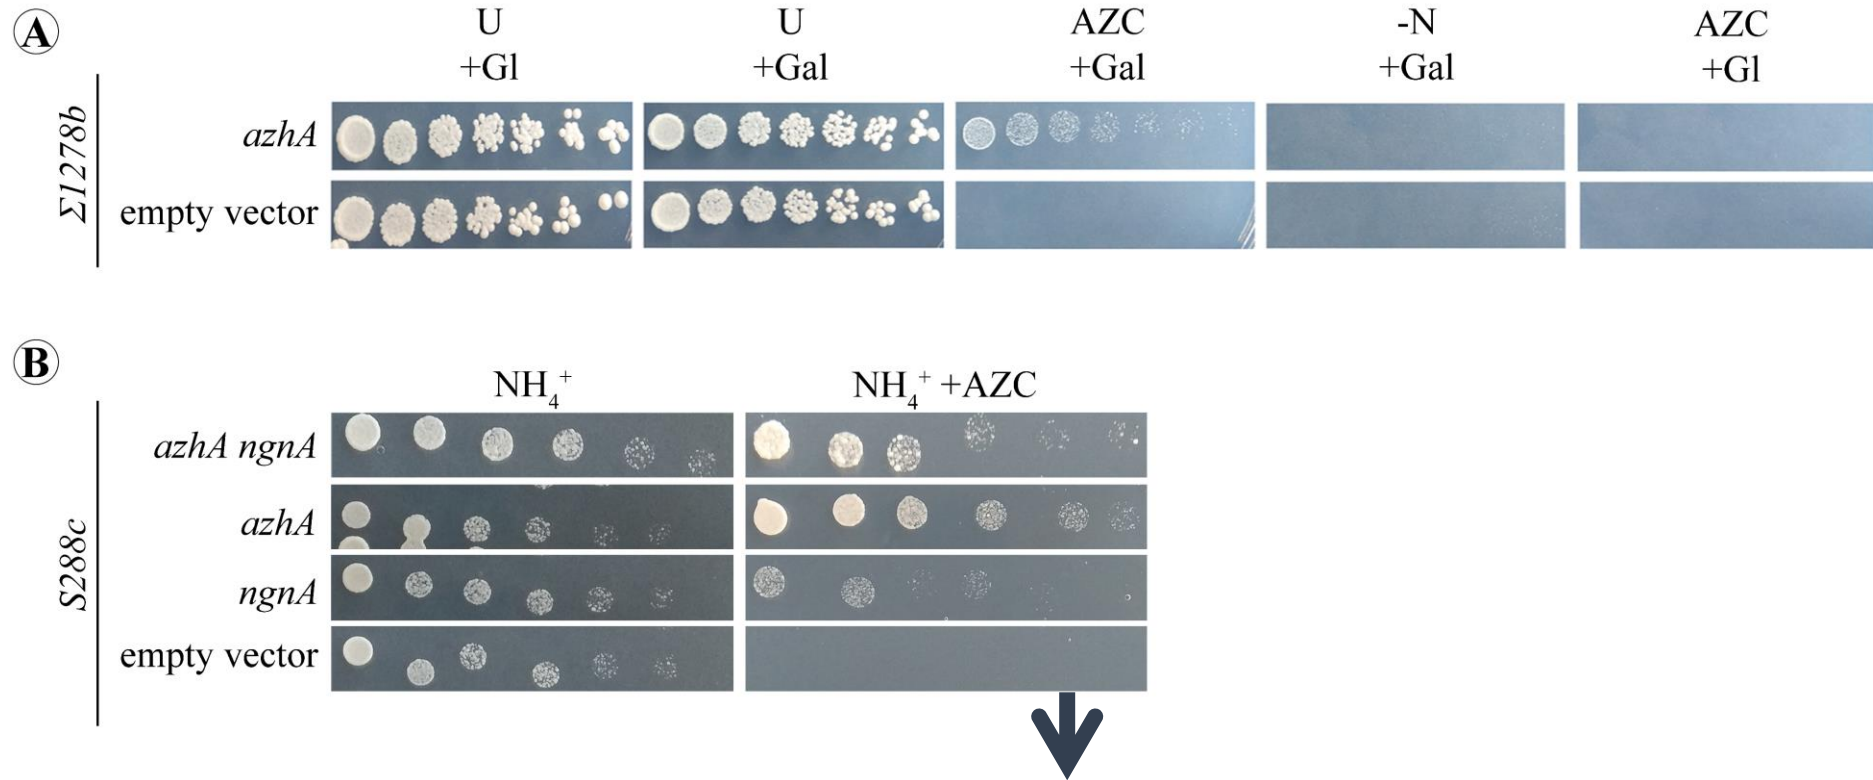 A
U U AZC -N AZC
+Gl +Gal +Gal +Gal +Gl
Σ1278b
azhA
empty vector
B
NH₄⁺ NH₄⁺ +AZC
S288c
azhA ngnA
azhA
ngnA
empty vector